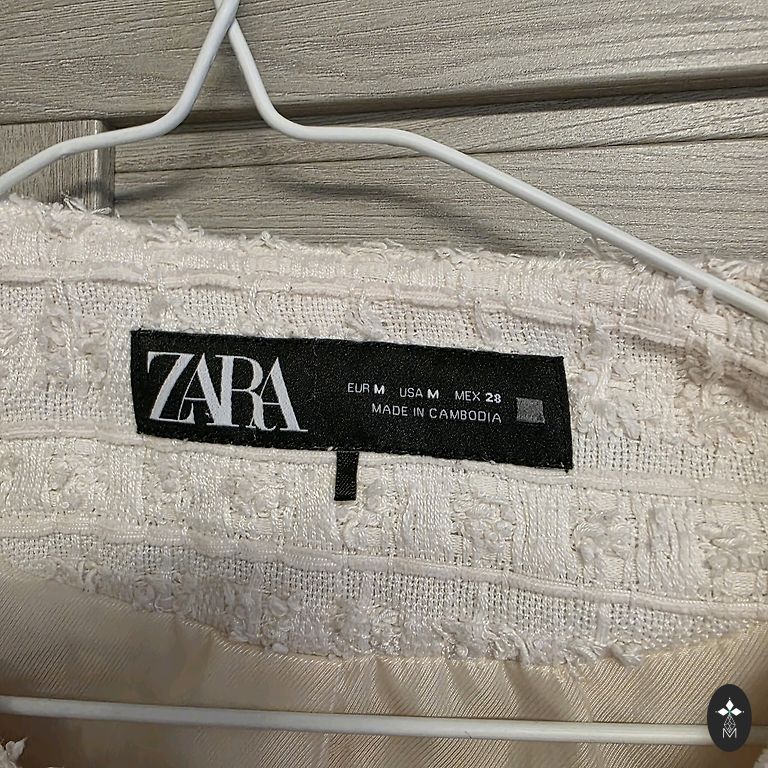 ZARA
EUR M USA M MEX 28
MADE IN CAMBODIA
M